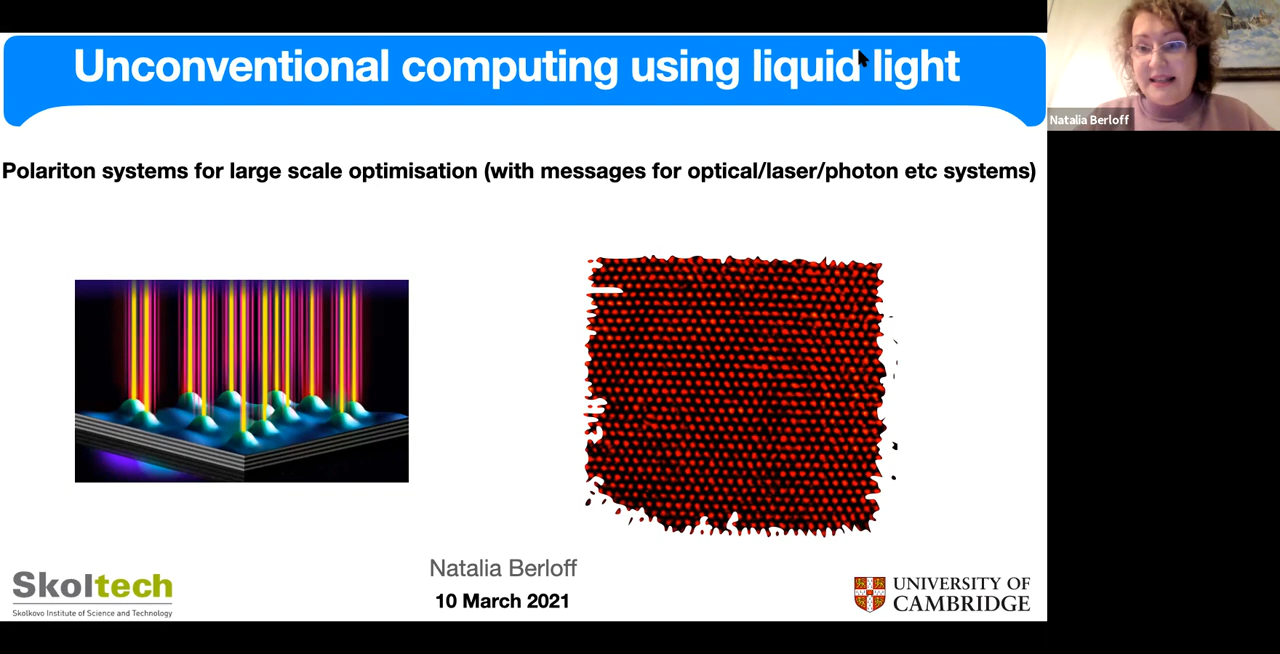 Unconventional computing using liquid light
Natalia Berloff
Polariton systems for large scale optimisation (with messages for optical/laser/photon etc systems)
Natalia Berloff
10 March 2021
Skoltech
Skolkovo Institute of Science and Technology
UNIVERSITY OF
CAMBRIDGE